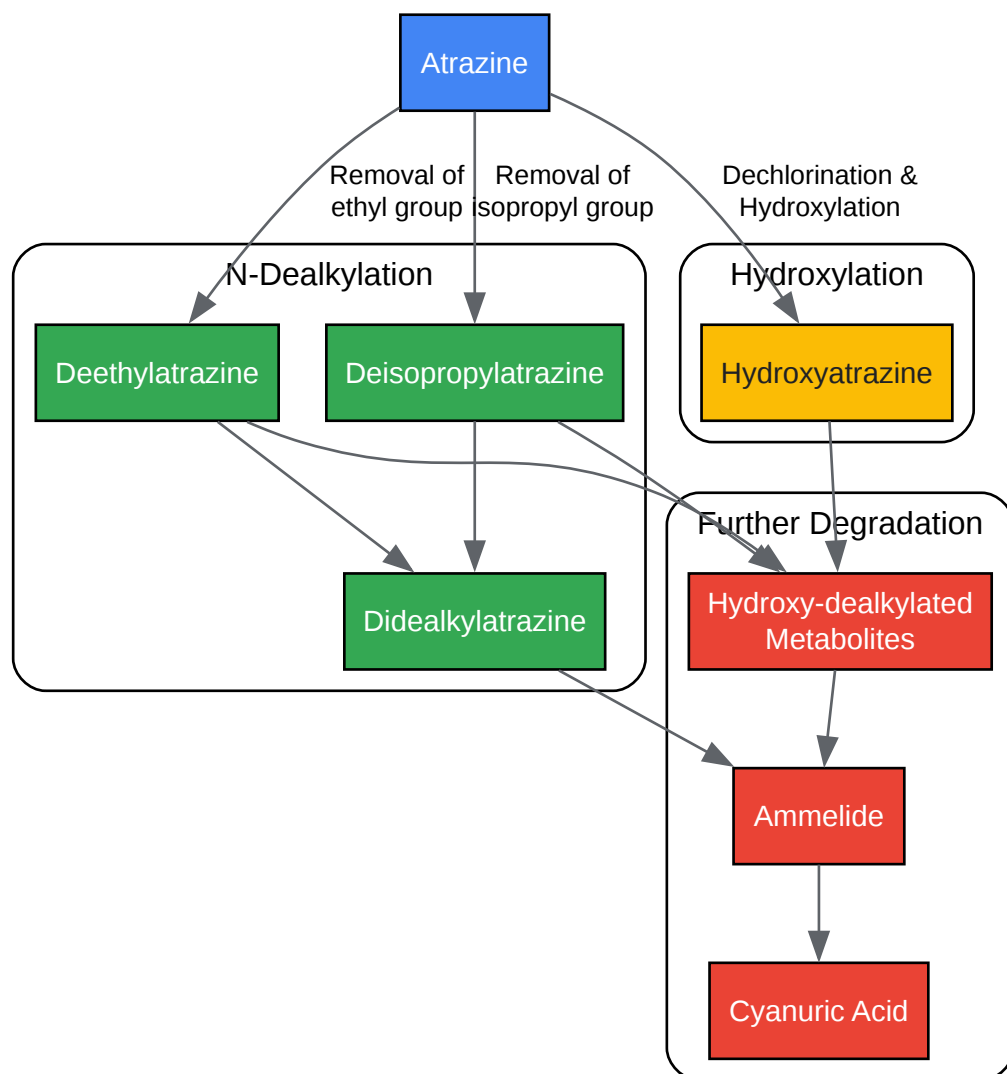 Atrazine
Removal of
ethyl group
Removal of
isopropyl group
Dechlorination &
Hydroxylation
N-Dealkylation
Hydroxylation
Deethylatrazine
Deisopropylatrazine
Hydroxyatrazine
Further Degradation
Didealkylatrazine
Hydroxy-dealkylated
Metabolites
Ammelide
Cyanuric Acid